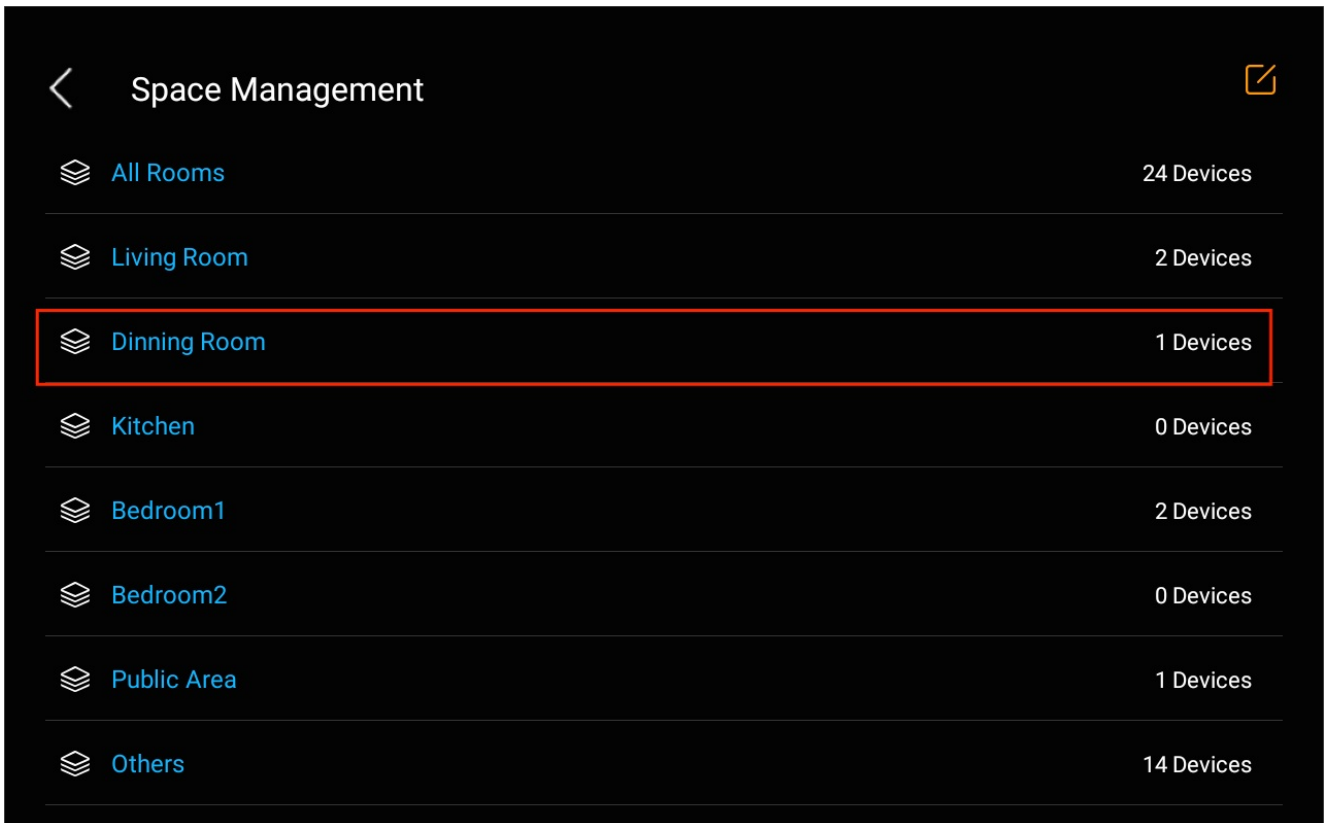 Space Management
All Rooms 24 Devices
Living Room 2 Devices
Dinning Room 1 Devices
Kitchen 0 Devices
Bedroom1 2 Devices
Bedroom2 0 Devices
Public Area 1 Devices
Others 14 Devices